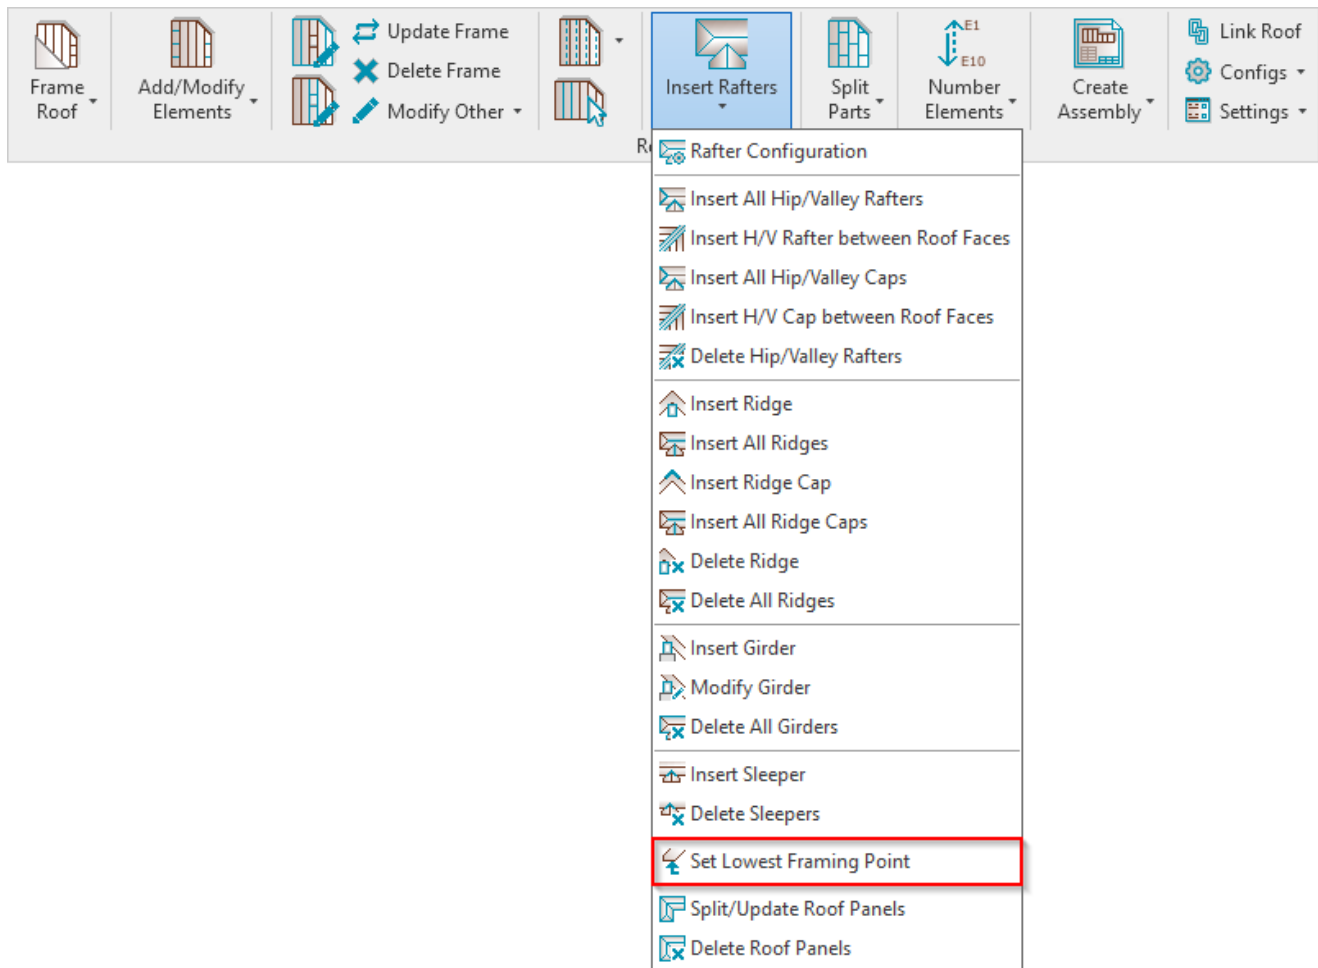 Frame
Roof
Add/Modify
Elements
Update Frame
Delete Frame
Modify Other
Insert Rafters
Split
Parts
E1
E10
Number
Elements
Create
Assembly
Link Roof
Configs
Settings
Rafter Configuration
Insert All Hip/Valley Rafters
Insert H/V Rafter between Roof Faces
Insert All Hip/Valley Caps
Insert H/V Cap between Roof Faces
Delete Hip/Valley Rafters
Insert Ridge
Insert All Ridges
Insert Ridge Cap
Insert All Ridge Caps
Delete Ridge
Delete All Ridges
Insert Girder
Modify Girder
Delete All Girders
Insert Sleeper
Delete Sleepers
Set Lowest Framing Point
Split/Update Roof Panels
Delete Roof Panels